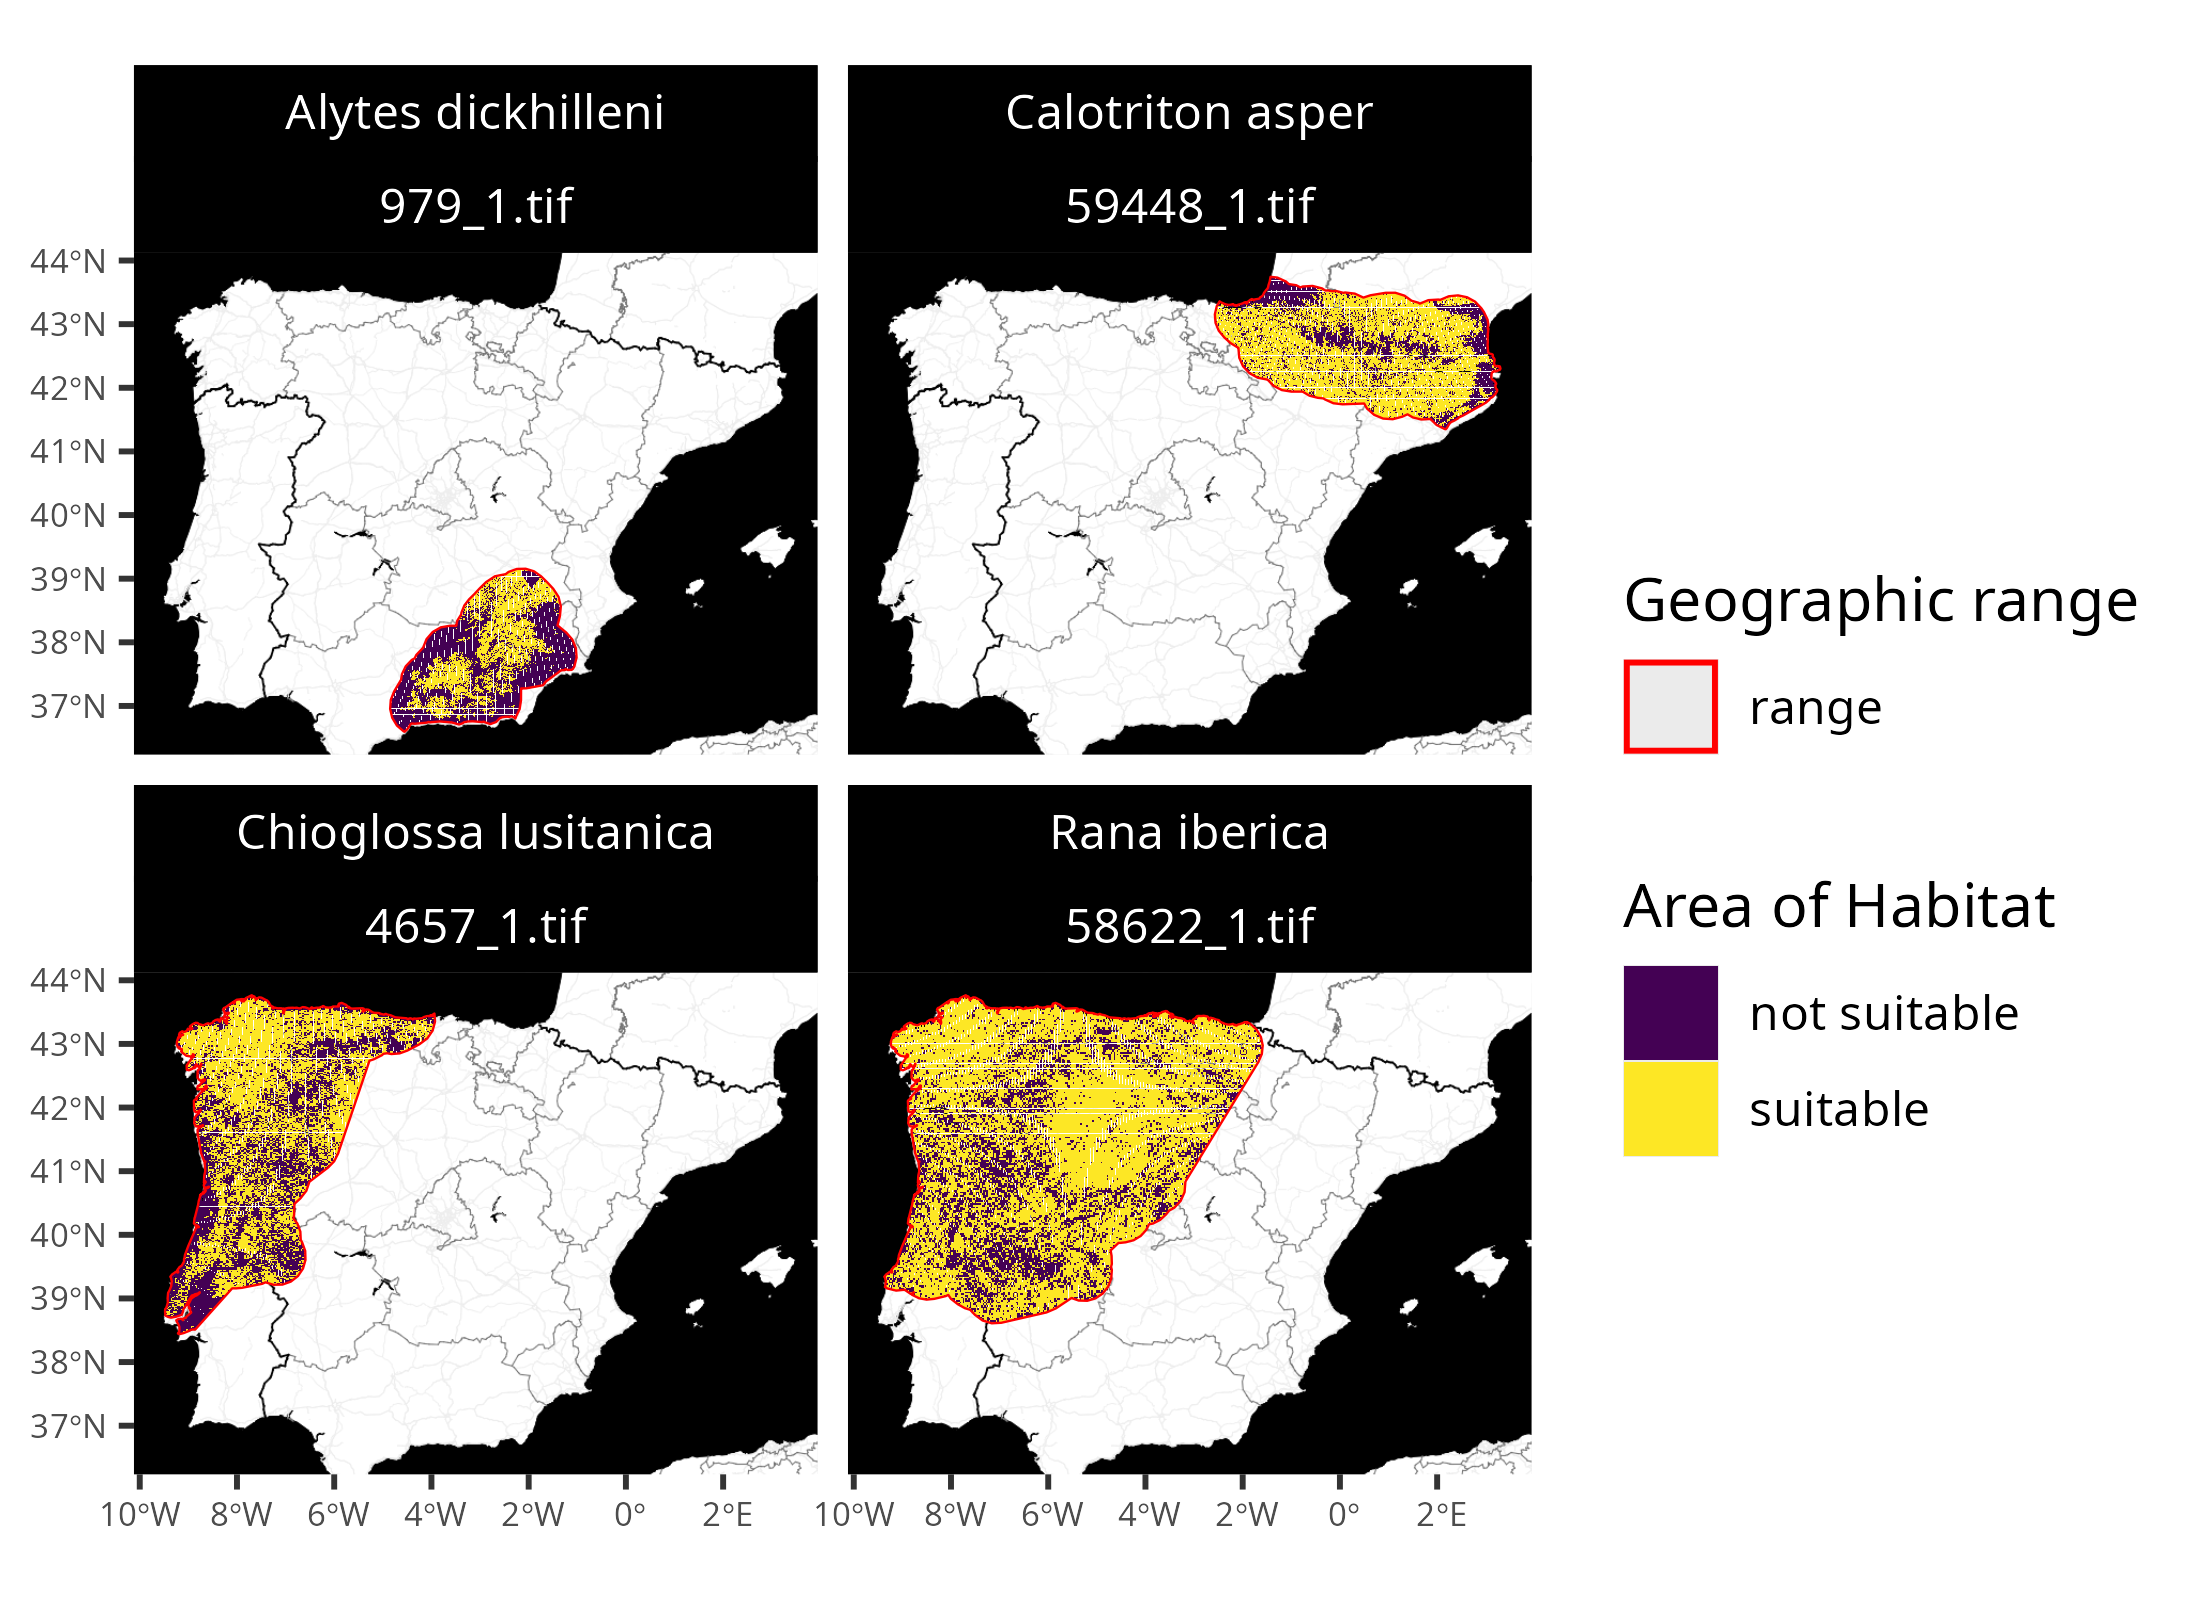 Alytes dickhilleni
979_1.tif
Calotriton asper
59448_1.tif
44°N
43°N
42°N
41°N
40°N
39°N
38°N
37°N
Chioglossa lusitanica
4657_1.tif
Rana iberica
58622_1.tif
44°N
43°N
42°N
41°N
40°N
39°N
38°N
37°N
10°W 8°W 6°W 4°W 2°W 0° 2°E
10°W 8°W 6°W 4°W 2°W 0° 2°E
Geographic range
range
Area of Habitat
not suitable
suitable